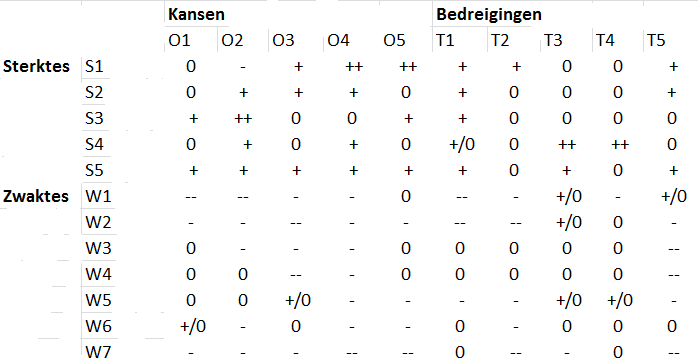 Kansen Bedreigingen
O1 O2 O3 O4 O5 T1 T2 T3 T4 T5
Sterktes S1 0 - + ++ ++ + + 0 0 +
S2 0 + + + 0 + 0 0 0 +
S3 + ++ 0 0 + + 0 0 0 0
S4 0 + 0 + 0 +/0 0 ++ ++ 0
S5 + + + + + + 0 + 0 +
Zwaktes W1 -- -- - - 0 -- - +/0 - +/0
W2 - - -- - - -- -- +/0 0 -
W3 0 - - - 0 0 0 0 0 --
W4 0 0 -- - 0 0 0 0 0 --
W5 0 0 +/0 - - - - +/0 +/0 -
W6 +/0 - 0 - - 0 - 0 0 0
W7 - - - -- -- 0 -- - 0 --